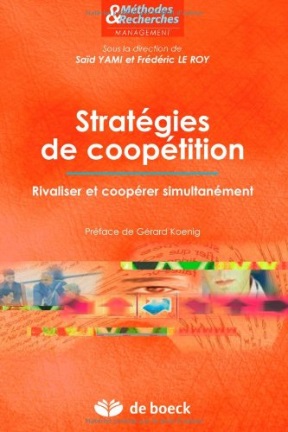 Méthodes
& Recherches
MANAGEMENT
Sous la direction de
Saïd YAMI et Frédéric LE ROY
Stratégies
de coopétition
Rivaliser et coopérer simultanément
Préface de Gérard Koenig
de boeck